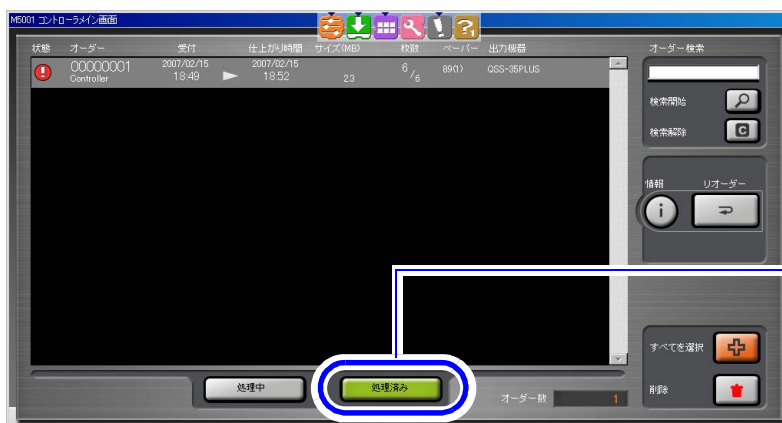 M5001 コントローラメイン画面
状態 オーダー 受付 仕上がり時間 サイズ(MB) 枚数 ペーパー 出力機器
00000001 2007/02/15 2007/02/15 6/6 89(1) QSS-35PLUS
Controller 18:49 18:52 23
オーダー検索
検索開始
検索解除 C
情報 リオーダー
i
すべてを選択
削除
処理中 処理済み オーダー数 1